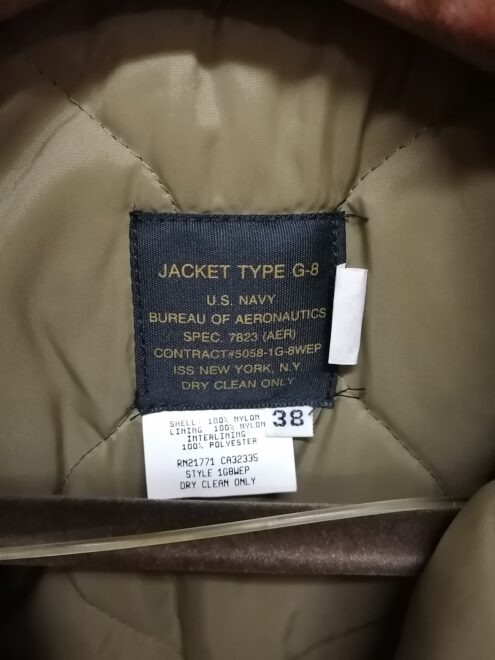 JACKET TYPE G-8
U.S. NAVY
BUREAU OF AERONAUTICS
SPEC. 7823 (AER)
CONTRACT#5058-1G-8WEP
ISS NEW YORK, N.Y
DRY CLEAN ONLY
38
SHELL: 100% NYLON
LINING: 100% NYLON
INTERLINING
100% POLYESTER
RN21771 CA32335
STYLE 1G8WEP
DRY CLEAN ONLY